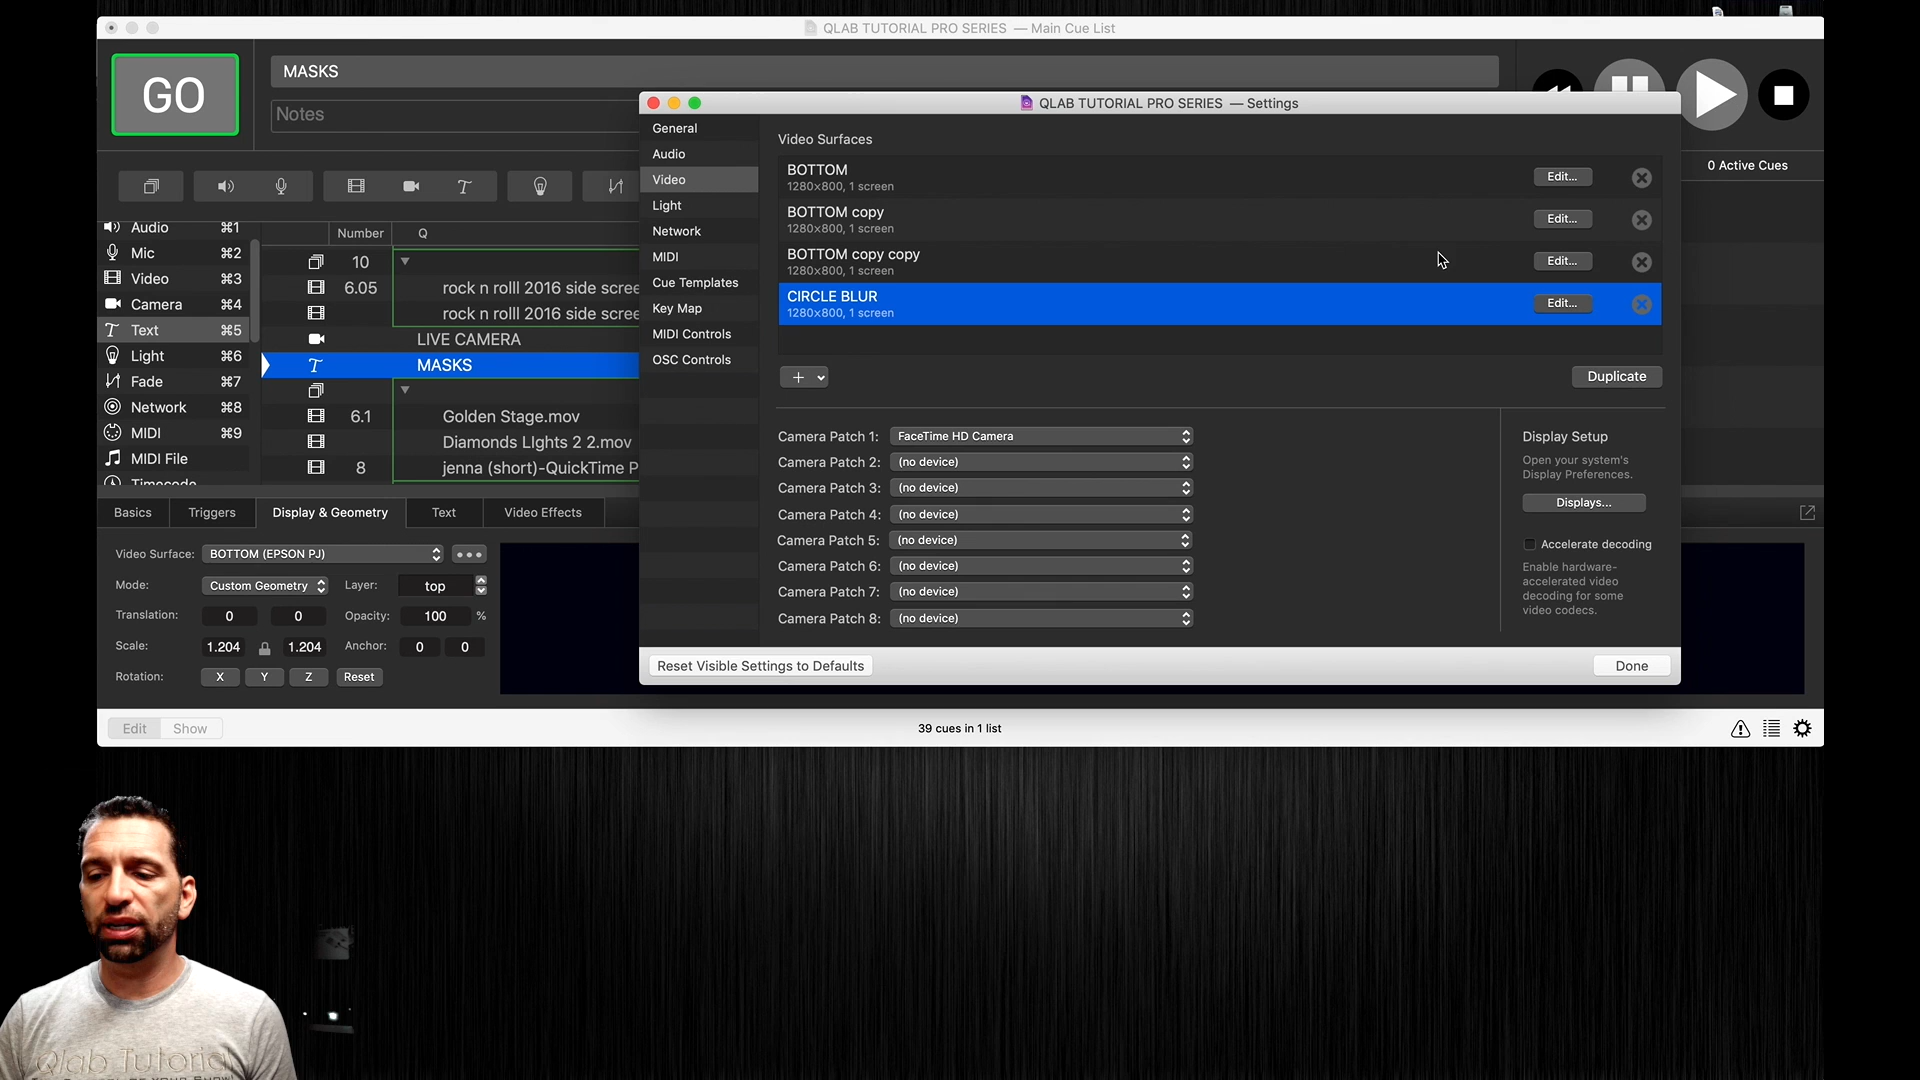 QLAB TUTORIAL PRO SERIES — Main Cue List
GO
MASKS
Notes
0 Active Cues
Audio ⌘1
Mic ⌘2
Video ⌘3
Camera ⌘4
Text ⌘5
Light ⌘6
Fade ⌘7
Network ⌘8
MIDI ⌘9
MIDI File
Timecode
Number Q
10
6.05 rock n rolll 2016 side scree
rock n rolll 2016 side scree
LIVE CAMERA
MASKS
6.1 Golden Stage.mov
Diamonds LIghts 2 2.mov
8 jenna (short)-QuickTime P
QLAB TUTORIAL PRO SERIES — Settings
General
Audio
Video
Light
Network
MIDI
Cue Templates
Key Map
MIDI Controls
OSC Controls
Video Surfaces
BOTTOM
1280×800, 1 screen
Edit...
BOTTOM copy
1280×800, 1 screen
Edit...
BOTTOM copy copy
1280×800, 1 screen
Edit...
CIRCLE BLUR
1280×800, 1 screen
Edit...
Duplicate
Camera Patch 1: FaceTime HD Camera
Camera Patch 2: (no device)
Camera Patch 3: (no device)
Camera Patch 4: (no device)
Camera Patch 5: (no device)
Camera Patch 6: (no device)
Camera Patch 7: (no device)
Camera Patch 8: (no device)
Display Setup
Open your system's
Display Preferences.
Displays...
Accelerate decoding
Enable hardware-
accelerated video
decoding for some
video codecs.
Reset Visible Settings to Defaults
Done
Basics Triggers Display & Geometry Text Video Effects
Video Surface: BOTTOM (EPSON PJ)
Mode: Custom Geometry Layer: top
Translation: 0 0 Opacity: 100 %
Scale: 1.204 1.204 Anchor: 0 0
Rotation: X Y Z Reset
Edit Show
39 cues in 1 list
Qlab Tutorial